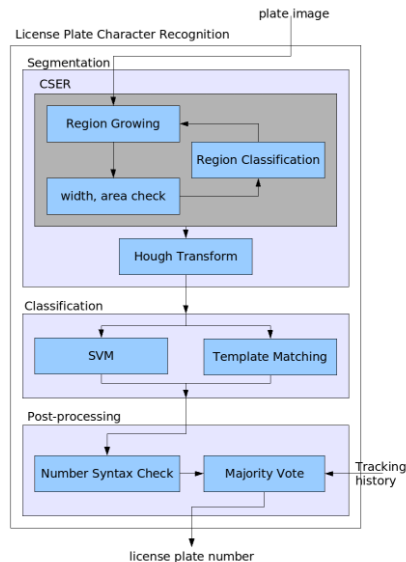 plate image
License Plate Character Recognition
Segmentation
CSER
Region Growing
Region Classification
width, area check
Hough Transform
Classification
SVM
Template Matching
Post-processing
Number Syntax Check
Majority Vote
Tracking
history
license plate number